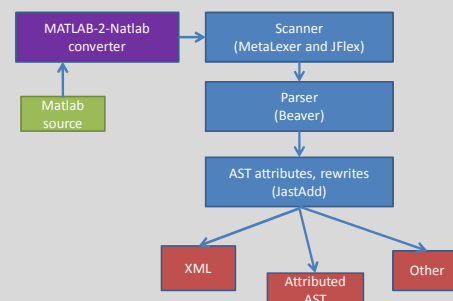 MATLAB-2-Natlab
converter
Scanner
(MetaLexer and JFlex)
Matlab
source
Parser
(Beaver)
AST attributes, rewrites
(JastAdd)
XML
Attributed
AST
Other